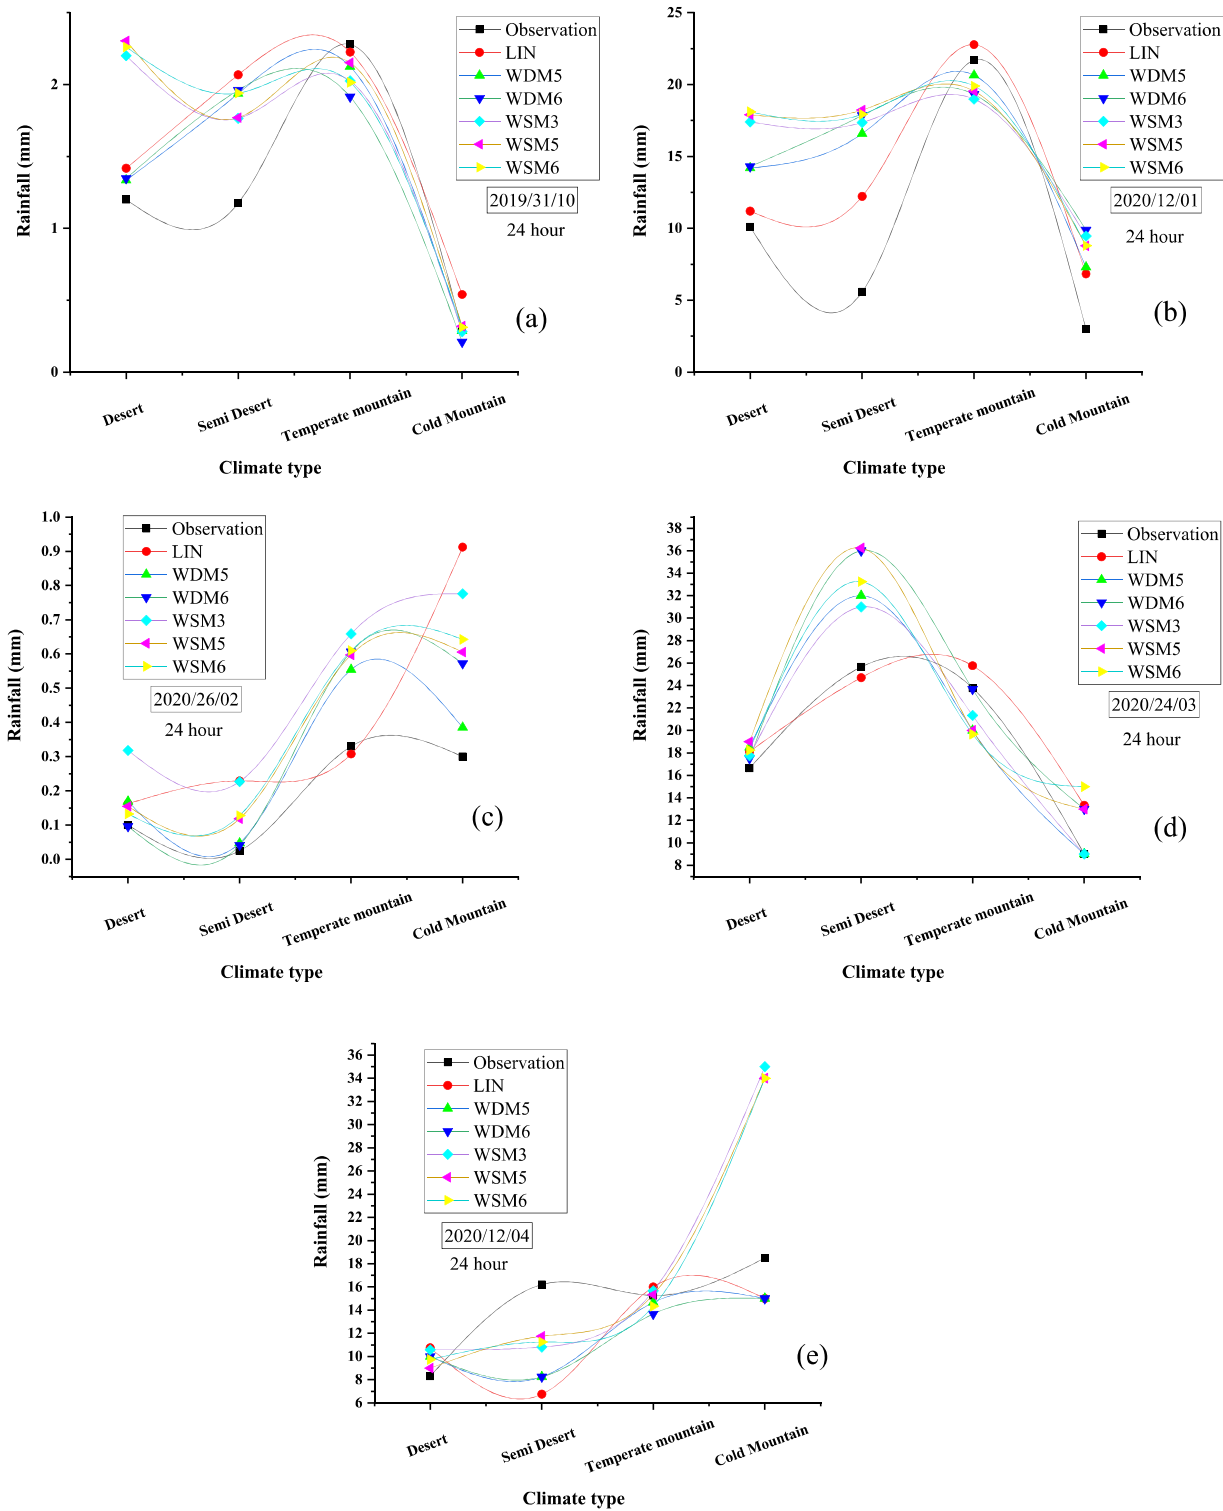 Observation
LIN
WDM5
WDM6
WSM3
WSM5
WSM6
2019/31/10
24 hour
(a)
Rainfall (mm)
2
1
0
Desert
Semi Desert
Temperate mountain
Cold Mountain
Climate type
Observation
LIN
WDM5
WDM6
WSM3
WSM5
WSM6
2020/12/01
24 hour
(b)
Rainfall (mm)
25
20
15
10
5
0
Desert
Semi Desert
Temperate mountain
Cold Mountain
Climate type
Observation
LIN
WDM5
WDM6
WSM3
WSM5
WSM6
2020/26/02
24 hour
(c)
Rainfall (mm)
1.0
0.9
0.8
0.7
0.6
0.5
0.4
0.3
0.2
0.1
0.0
Desert
Semi Desert
Temperate mountain
Cold Mountain
Climate type
Observation
LIN
WDM5
WDM6
WSM3
WSM5
WSM6
2020/24/03
24 hour
(d)
Rainfall (mm)
38
36
34
32
30
28
26
24
22
20
18
16
14
12
10
8
Desert
Semi Desert
Temperate mountain
Cold Mountain
Climate type
Observation
LIN
WDM5
WDM6
WSM3
WSM5
WSM6
2020/12/04
24 hour
(e)
Rainfall (mm)
36
34
32
30
28
26
24
22
20
18
16
14
12
10
8
6
Desert
Semi Desert
Temperate mountain
Cold Mountain
Climate type